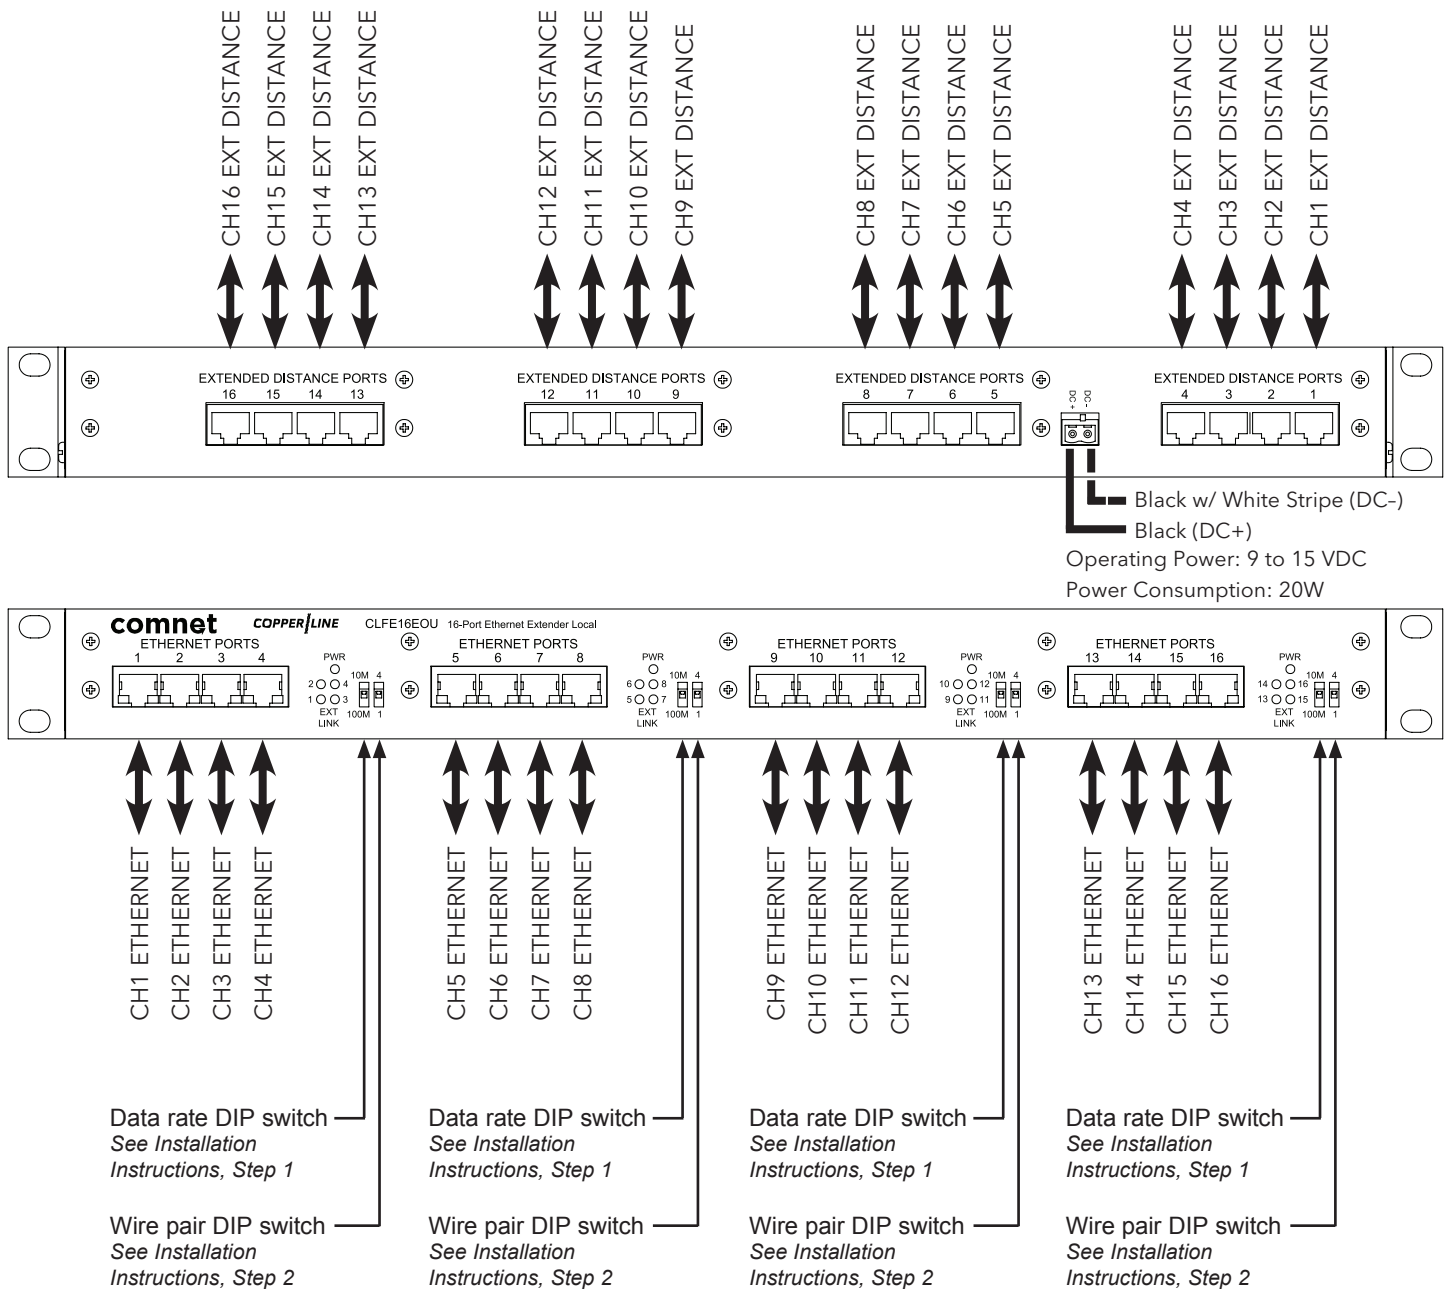 CH16 EXT DISTANCE
CH15 EXT DISTANCE
CH14 EXT DISTANCE
CH13 EXT DISTANCE
CH12 EXT DISTANCE
CH11 EXT DISTANCE
CH10 EXT DISTANCE
CH9 EXT DISTANCE
CH8 EXT DISTANCE
CH7 EXT DISTANCE
CH6 EXT DISTANCE
CH5 EXT DISTANCE
CH4 EXT DISTANCE
CH3 EXT DISTANCE
CH2 EXT DISTANCE
CH1 EXT DISTANCE
EXTENDED DISTANCE PORTS
16 15 14 13
EXTENDED DISTANCE PORTS
12 11 10 9
EXTENDED DISTANCE PORTS
8 7 6 5
DC +
DC -
EXTENDED DISTANCE PORTS
4 3 2 1
Black w/ White Stripe (DC–)
Black (DC+)
Operating Power: 9 to 15 VDC
Power Consumption: 20W
comnet COPPER LINE CLFE16EOU 16-Port Ethernet Extender Local
ETHERNET PORTS
1 2 3 4
PWR
10M 4
2 4
1 3
100M 1
EXT
LINK
ETHERNET PORTS
5 6 7 8
PWR
10M 4
6 8
5 7
100M 1
EXT
LINK
ETHERNET PORTS
9 10 11 12
PWR
10M 4
10 12
9 11
100M 1
EXT
LINK
ETHERNET PORTS
13 14 15 16
PWR
10M 4
14 16
13 15
100M 1
EXT
LINK
CH1 ETHERNET
CH2 ETHERNET
CH3 ETHERNET
CH4 ETHERNET
CH5 ETHERNET
CH6 ETHERNET
CH7 ETHERNET
CH8 ETHERNET
CH9 ETHERNET
CH10 ETHERNET
CH11 ETHERNET
CH12 ETHERNET
CH13 ETHERNET
CH14 ETHERNET
CH15 ETHERNET
CH16 ETHERNET
Data rate DIP switch
See Installation
Instructions, Step 1
Wire pair DIP switch
See Installation
Instructions, Step 2
Data rate DIP switch
See Installation
Instructions, Step 1
Wire pair DIP switch
See Installation
Instructions, Step 2
Data rate DIP switch
See Installation
Instructions, Step 1
Wire pair DIP switch
See Installation
Instructions, Step 2
Data rate DIP switch
See Installation
Instructions, Step 1
Wire pair DIP switch
See Installation
Instructions, Step 2